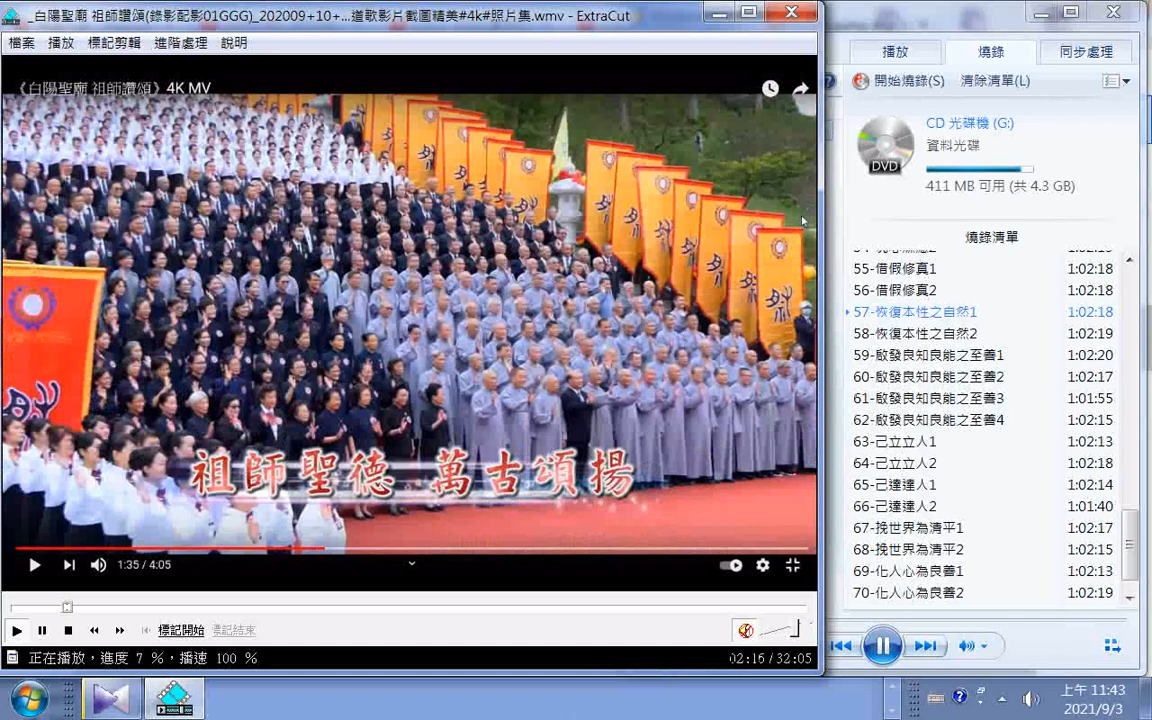 _白陽聖廟 祖師讚頌(錄影配影01GGG)_202009+10+...道歌影片截圖精美#4k#照片集.wmv - ExtraCut
檔案 播放 標記剪輯 進階處理 說明
《白陽聖廟 祖師讚頌》4K MV
祖師聖德 萬古頌揚
1:35 / 4:05
標記開始 標記結束
正在播放，進度 7 %，播速 100 %
02:16 / 32:05
播放 燒錄 同步處理
開始燒錄(S) 清除清單(L)
CD 光碟機 (G:)
資料光碟
DVD
411 MB 可用 (共 4.3 GB)
燒錄清單
55-借假修真1 1:02:18
56-借假修真2 1:02:18
57-恢復本性之自然1 1:02:18
58-恢復本性之自然2 1:02:19
59-啟發良知良能之至善1 1:02:20
60-啟發良知良能之至善2 1:02:17
61-啟發良知良能之至善3 1:01:55
62-啟發良知良能之至善4 1:02:15
63-己立立人1 1:02:13
64-己立立人2 1:02:18
65-己達達人1 1:02:14
66-己達達人2 1:01:40
67-挽世界為清平1 1:02:17
68-挽世界為清平2 1:02:15
69-化人心為良善1 1:02:13
70-化人心為良善2 1:02:19
上午 11:43
2021/9/3